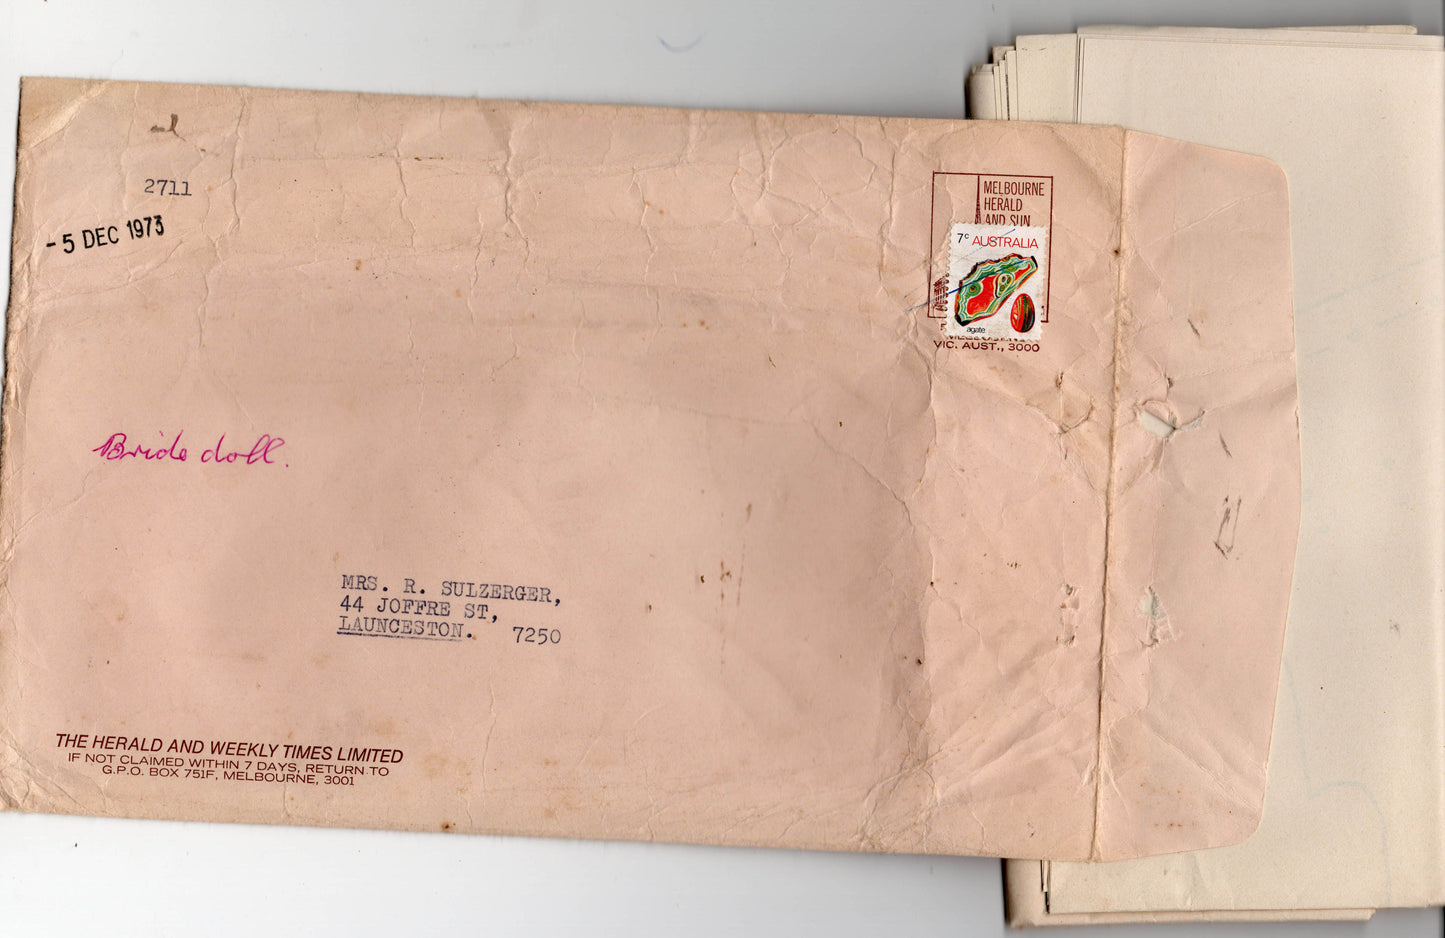 2711
- 5 DEC 1973
MELBOURNE
HERALD
AND SUN
7c AUSTRALIA
agate
VIC. AUST., 3000
Bride doll.
MRS. R. SULZERGER,
44 JOFFRE ST,
LAUNCESTON. 7250
THE HERALD AND WEEKLY TIMES LIMITED
IF NOT CLAIMED WITHIN 7 DAYS, RETURN TO
G.P.O. BOX 751F, MELBOURNE, 3001